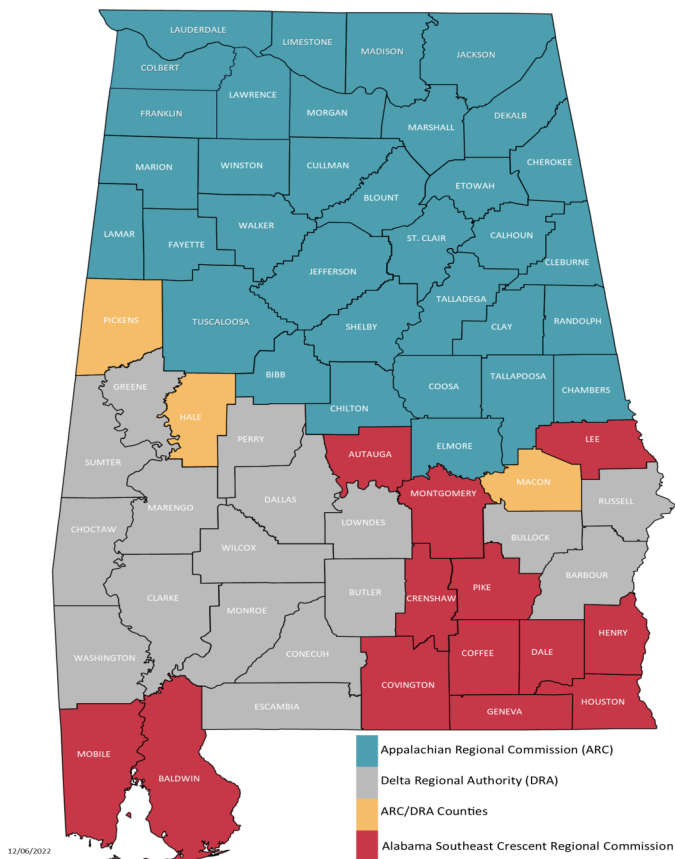 LAUDERDALE
LIMESTONE
MADISON
JACKSON
COLBERT
LAWRENCE
FRANKLIN
MORGAN
MARSHALL
DEKALB
MARION
WINSTON
CULLMAN
CHEROKEE
ETOWAH
BLOUNT
LAMAR
FAYETTE
WALKER
ST. CLAIR
CALHOUN
CLEBURNE
JEFFERSON
TALLADEGA
PICKENS
TUSCALOOSA
SHELBY
CLAY
RANDOLPH
GREENE
HALE
BIBB
COOSA
TALLAPOOSA
CHAMBERS
CHILTON
PERRY
AUTAUGA
ELMORE
LEE
SUMTER
MACON
MONTGOMERY
DALLAS
RUSSELL
MARENGO
LOWNDES
CHOCTAW
BULLOCK
WILCOX
BARBOUR
CLARKE
MONROE
BUTLER
CRENSHAW
PIKE
HENRY
WASHINGTON
CONECUH
COFFEE
DALE
COVINGTON
HOUSTON
ESCAMBIA
GENEVA
MOBILE
BALDWIN
Appalachian Regional Commission (ARC)
Delta Regional Authority (DRA)
ARC/DRA Counties
Alabama Southeast Crescent Regional Commission
12/06/2022